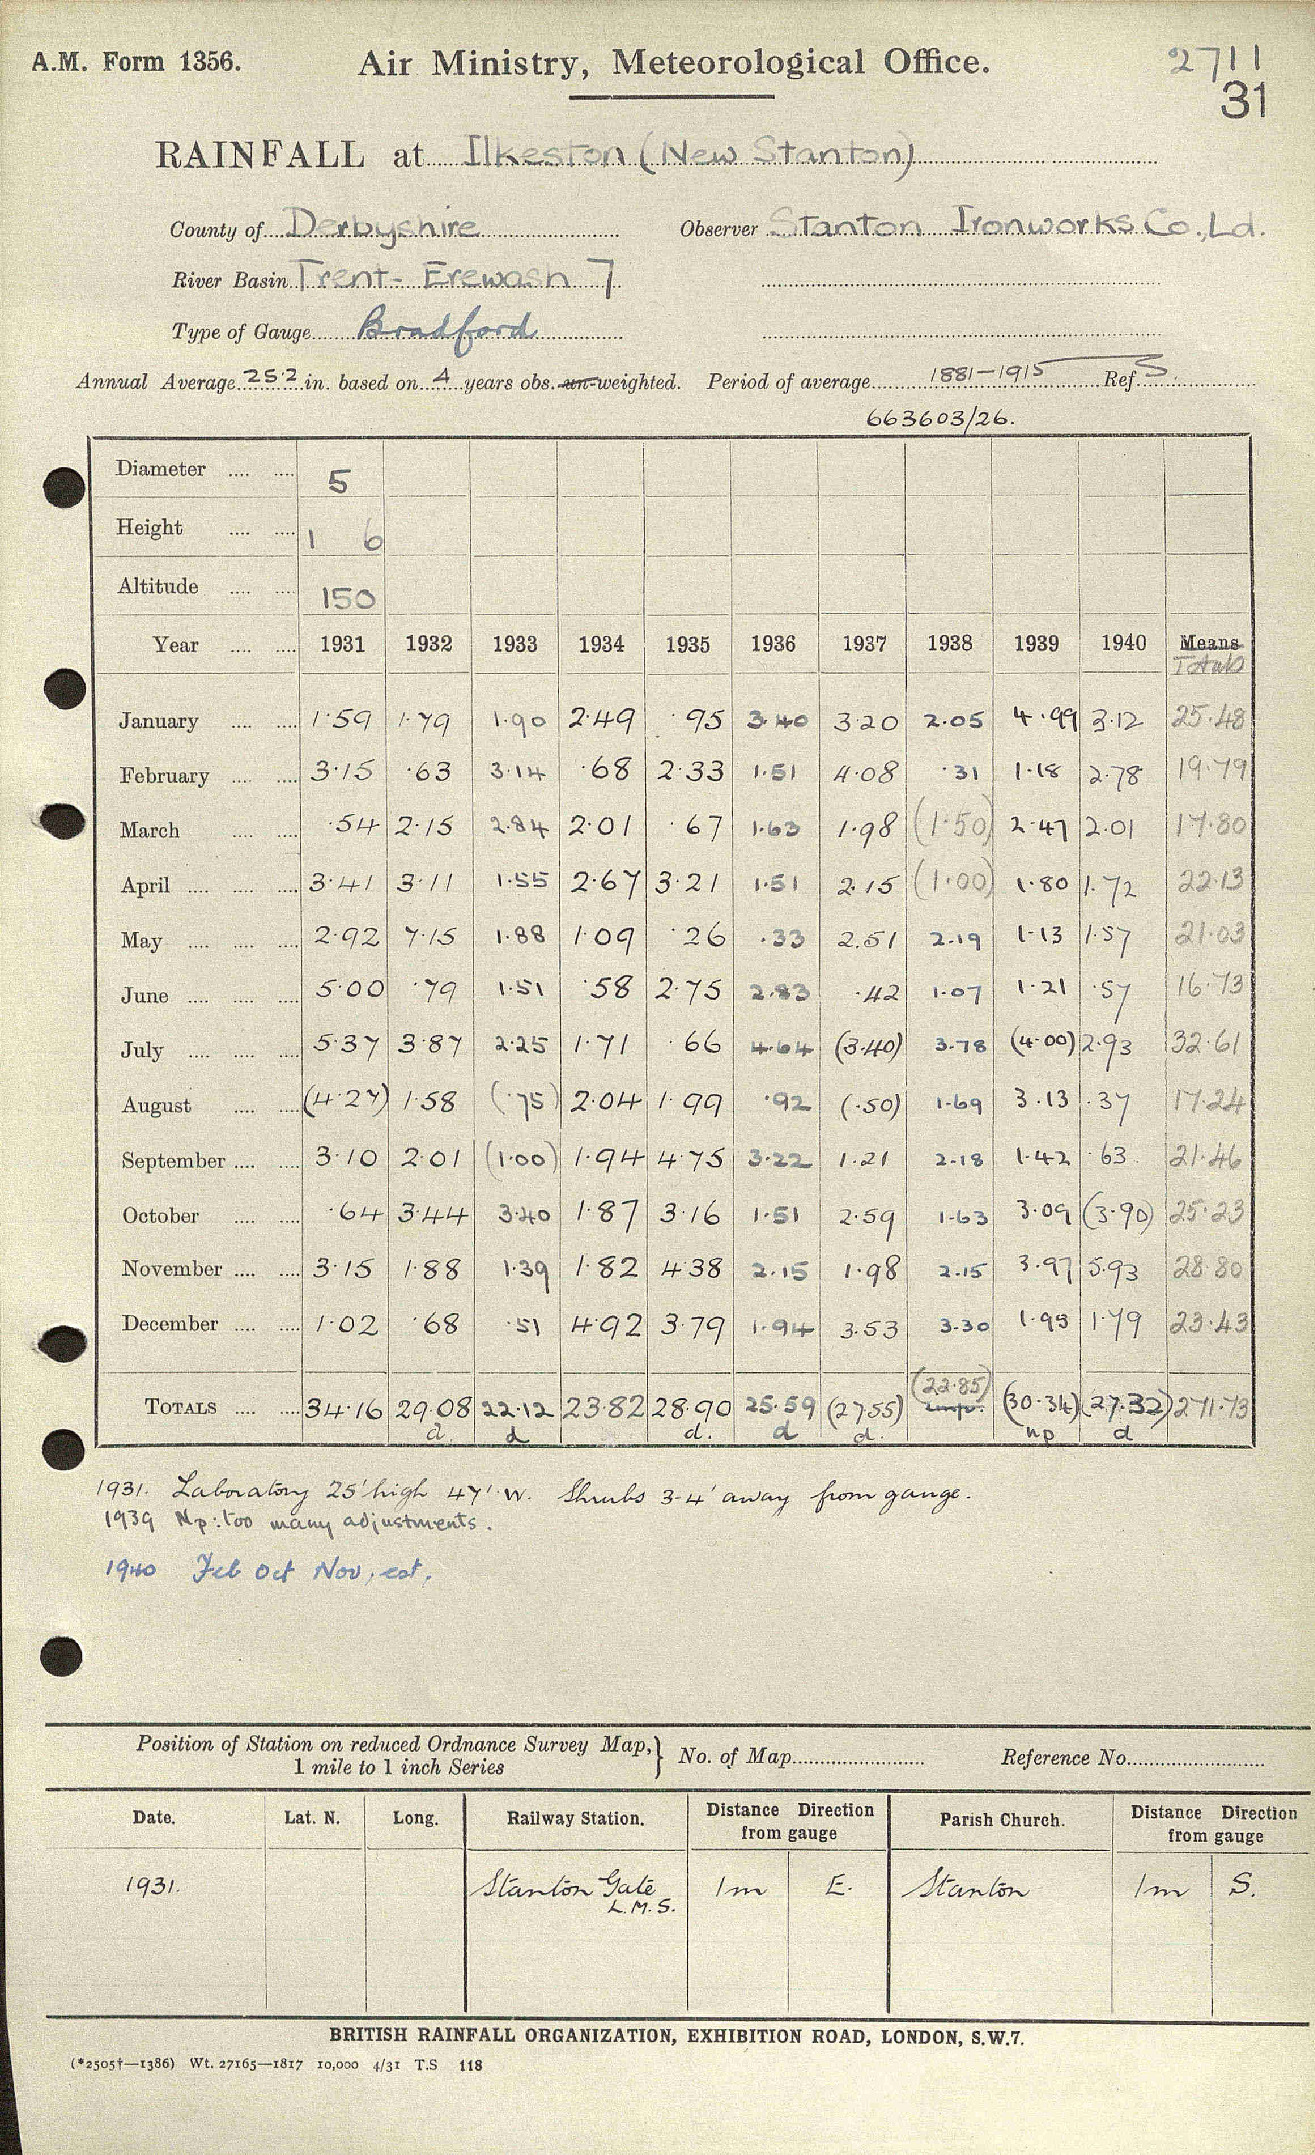 A.M. Form 1356. Air Ministry, Meteorological Office. 2711
31
RAINFALL at Ilkeston (New Stanton)
County of Derbyshire Observer Stanton Ironworks Co., Ld.
River Basin Trent - Erewash 7
Type of Gauge Bradford
Annual Average 25.2 in. based on 4 years obs. un-weighted. Period of average 1881-1915 Ref S.
663603/26.
Diameter .... .... 5
Height .... .... 1 6
Altitude .... .... 150
Year .... .... 1931 1932 1933 1934 1935 1936 1937 1938 1939 1940 Means
Totals
January .... .... 1.59 1.79 1.90 2.49 .95 3.40 3.20 2.05 4.99 3.12 25.48
February .... .... 3.15 .63 3.14 .68 2.33 1.51 4.08 .31 1.18 2.78 19.79
March .... .... .54 2.15 2.84 2.01 .67 1.63 1.98 (1.50) 2.47 2.01 17.80
April .... .... .... 3.41 3.11 1.55 2.67 3.21 1.51 2.15 (1.00) 1.80 1.72 22.13
May .... .... .... 2.92 7.15 1.88 1.09 .26 .33 2.51 2.19 1.13 1.57 21.03
June .... .... .... 5.00 .79 1.51 .58 2.75 2.83 .42 1.07 1.21 .57 16.73
July .... .... .... 5.37 3.87 2.25 1.71 .66 4.64 (3.40) 3.78 (4.00) 2.93 32.61
August .... .... (4.27) 1.58 (.75) 2.04 1.99 .92 (.50) 1.69 3.13 .37 17.24
September .... .... 3.10 2.01 (1.00) 1.94 4.75 3.22 1.21 2.18 1.42 .63 21.46
October .... .... .64 3.44 3.40 1.87 3.16 1.51 2.59 1.63 3.09 (3.90) 25.23
November .... .... 3.15 1.88 1.39 1.82 4.38 2.15 1.98 2.15 3.97 5.93 28.80
December .... .... 1.02 .68 .51 4.92 3.79 1.94 3.53 3.30 1.95 1.79 23.43
TOTALS .... .... 34.16 29.08 22.12 23.82 28.90 25.59 (27.55) (22.85) (30.34) (27.32) 271.73
d. d d. d d. np d
1931. Laboratory 25' high 47' W. Shrubs 3-4' away from gauge.
1939 Np: too many adjustments.
1940 Feb Oct Nov, est.
Position of Station on reduced Ordnance Survey Map,} No. of Map Reference No.
1 mile to 1 inch Series
Date. Lat. N. Long. Railway Station. Distance Direction from gauge Parish Church. Distance Direction from gauge
1931. Stanton Gate 1m E. Stanton 1m S.
L.M.S.
BRITISH RAINFALL ORGANIZATION, EXHIBITION ROAD, LONDON, S.W.7.
(*2505†—1386) Wt. 27165—1817 10,000 4/31 T.S 118